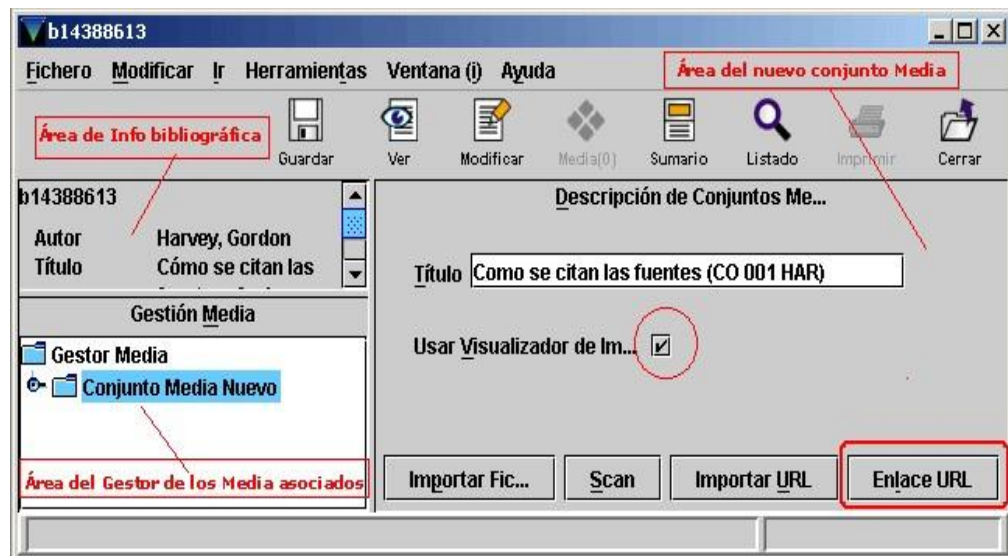 b14388613
Fichero Modificar Ir Herramientas Ventana (i) Ayuda
Área del nuevo conjunto Media
Área de Info bibliográfica
Guardar Ver Modificar Media(0) Sumario Listado Imprimir Cerrar
b14388613
Autor Harvey, Gordon
Título Cómo se citan las
Gestión Media
Gestor Media
Conjunto Media Nuevo
Área del Gestor de los Media asociados
Descripción de Conjuntos Me...
Título Como se citan las fuentes (CO 001 HAR)
Usar Visualizador de Im...
Importar Fic... Scan Importar URL Enlace URL